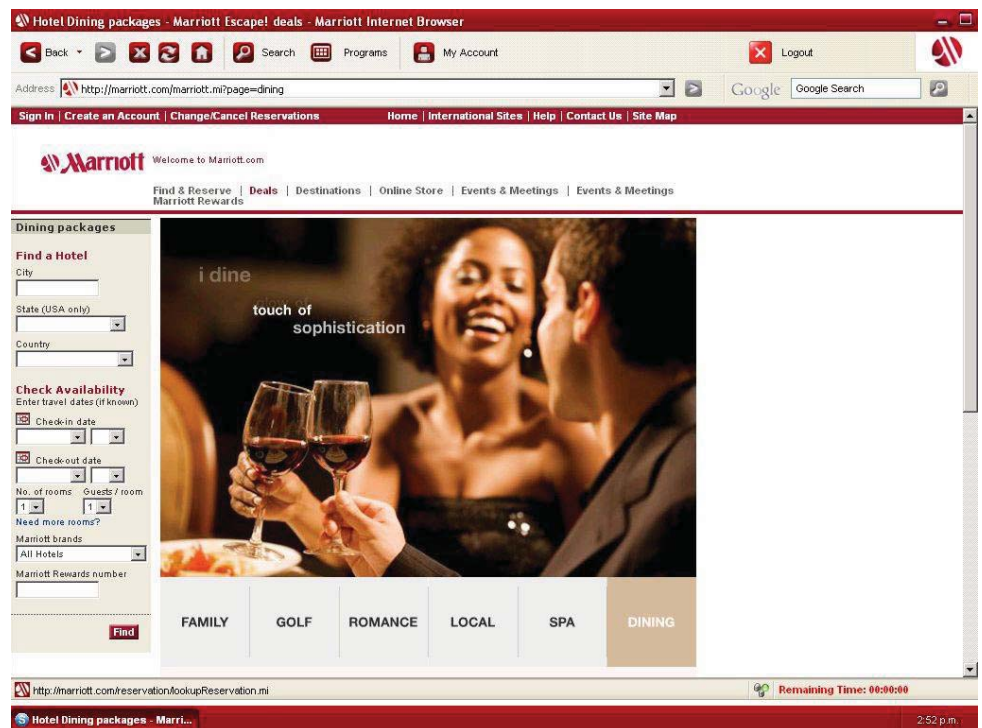 Hotel Dining packages - Marriott Escape! deals - Marriott Internet Browser
Back Search Programs My Account Logout
Address http://marriott.com/marriott.mi?page=dining Google Google Search
Sign In | Create an Account | Change/Cancel Reservations Home | International Sites | Help | Contact Us | Site Map
Marriott Welcome to Marriott.com
Find & Reserve | Deals | Destinations | Online Store | Events & Meetings | Events & Meetings
Marriott Rewards
Dining packages
Find a Hotel
City
State (USA only)
Country
Check Availability
Enter travel dates (if known)
Check-in date
Check-out date
No. of rooms Guests / room
1 1
Need more rooms?
Marriott brands
All Hotels
Marriott Rewards number
Find
i dine
touch of
sophistication
FAMILY GOLF ROMANCE LOCAL SPA DINING
http://marriott.com/reservation/lookupReservation.mi Remaining Time: 00:00:00
Hotel Dining packages - Marri... 2:52 p.m.